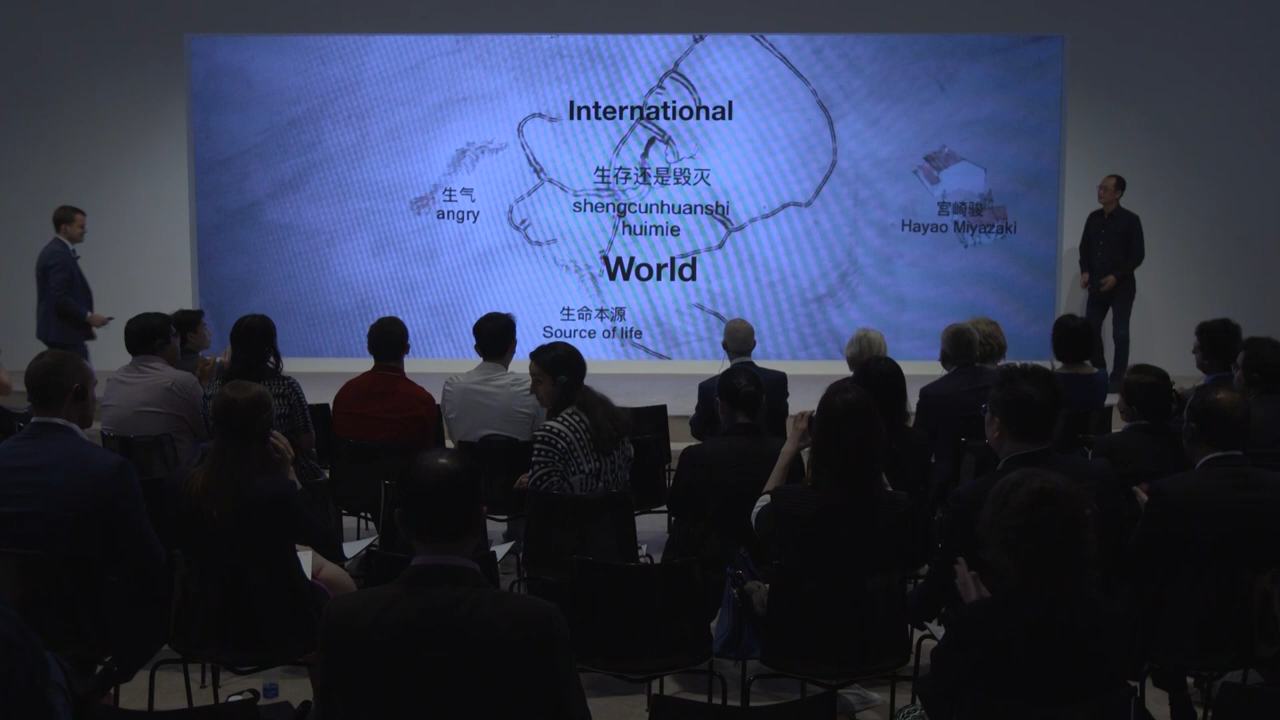 International
生存还是毁灭
shengcunhuanshi
huimie
World
生气
angry
宮崎骏
Hayao Miyazaki
生命本源
Source of life